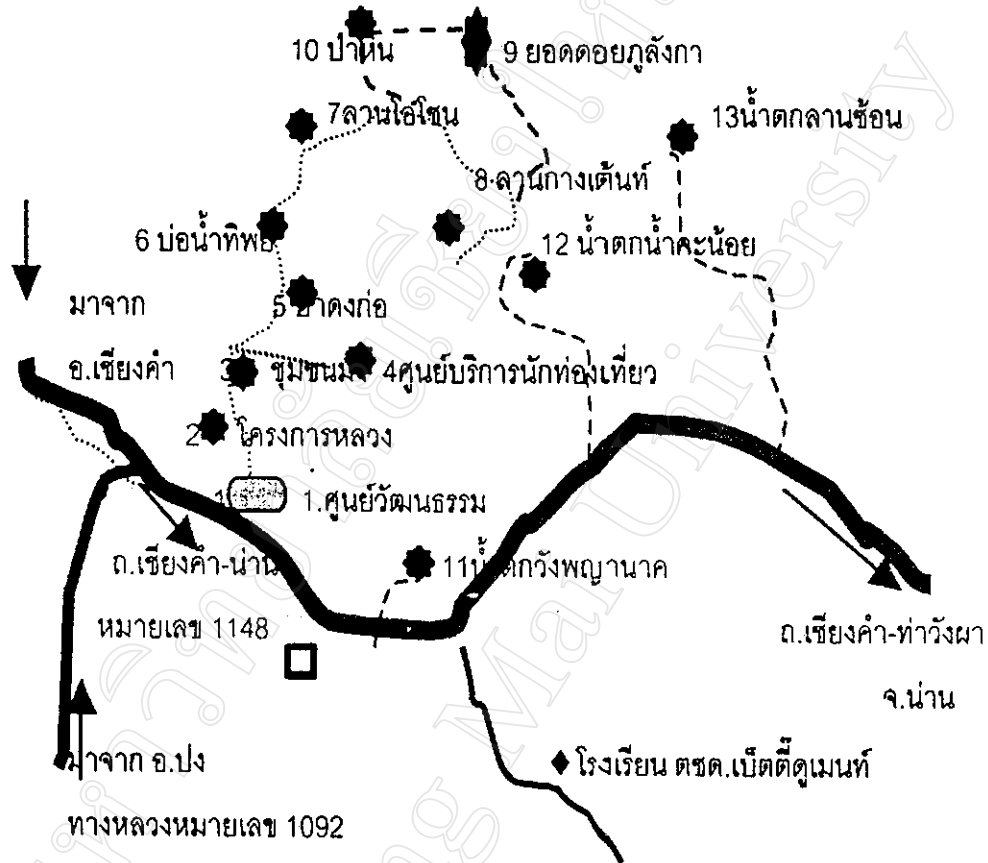 10 ป่าหิน
9 ยอดดอยภูลังกา
7ลานโอโซน
13น้ำตกลานซ้อน
8 ลานกางเต้นท์
6 บ่อน้ำทิพย์
12 น้ำตกน้ำคะน้อย
มาจาก
5 ป่าดงก่อ
อ.เชียงคำ
3 ชุมชนม
4ศูนย์บริการนักท่องเที่ยว
2 โครงการหลวง
1
1.ศูนย์วัฒนธรรม
ถ.เชียงคำ-น่าน
11น้ำตกวังพญานาค
หมายเลข 1148
ถ.เชียงคำ-ท่าวังผา
จ.น่าน
มาจาก อ.ปง
โรงเรียน ตชด.เบ็ตตี้ดูเมนท์
ทางหลวงหมายเลข 1092
Mai University